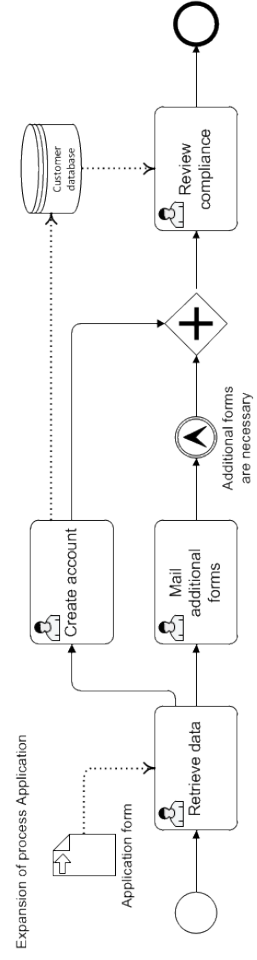 Expansion of process Application
Application form
Retrieve data
Create account
Mail
additional
forms
Additional forms
are necessary
Customer
database
Review
compliance